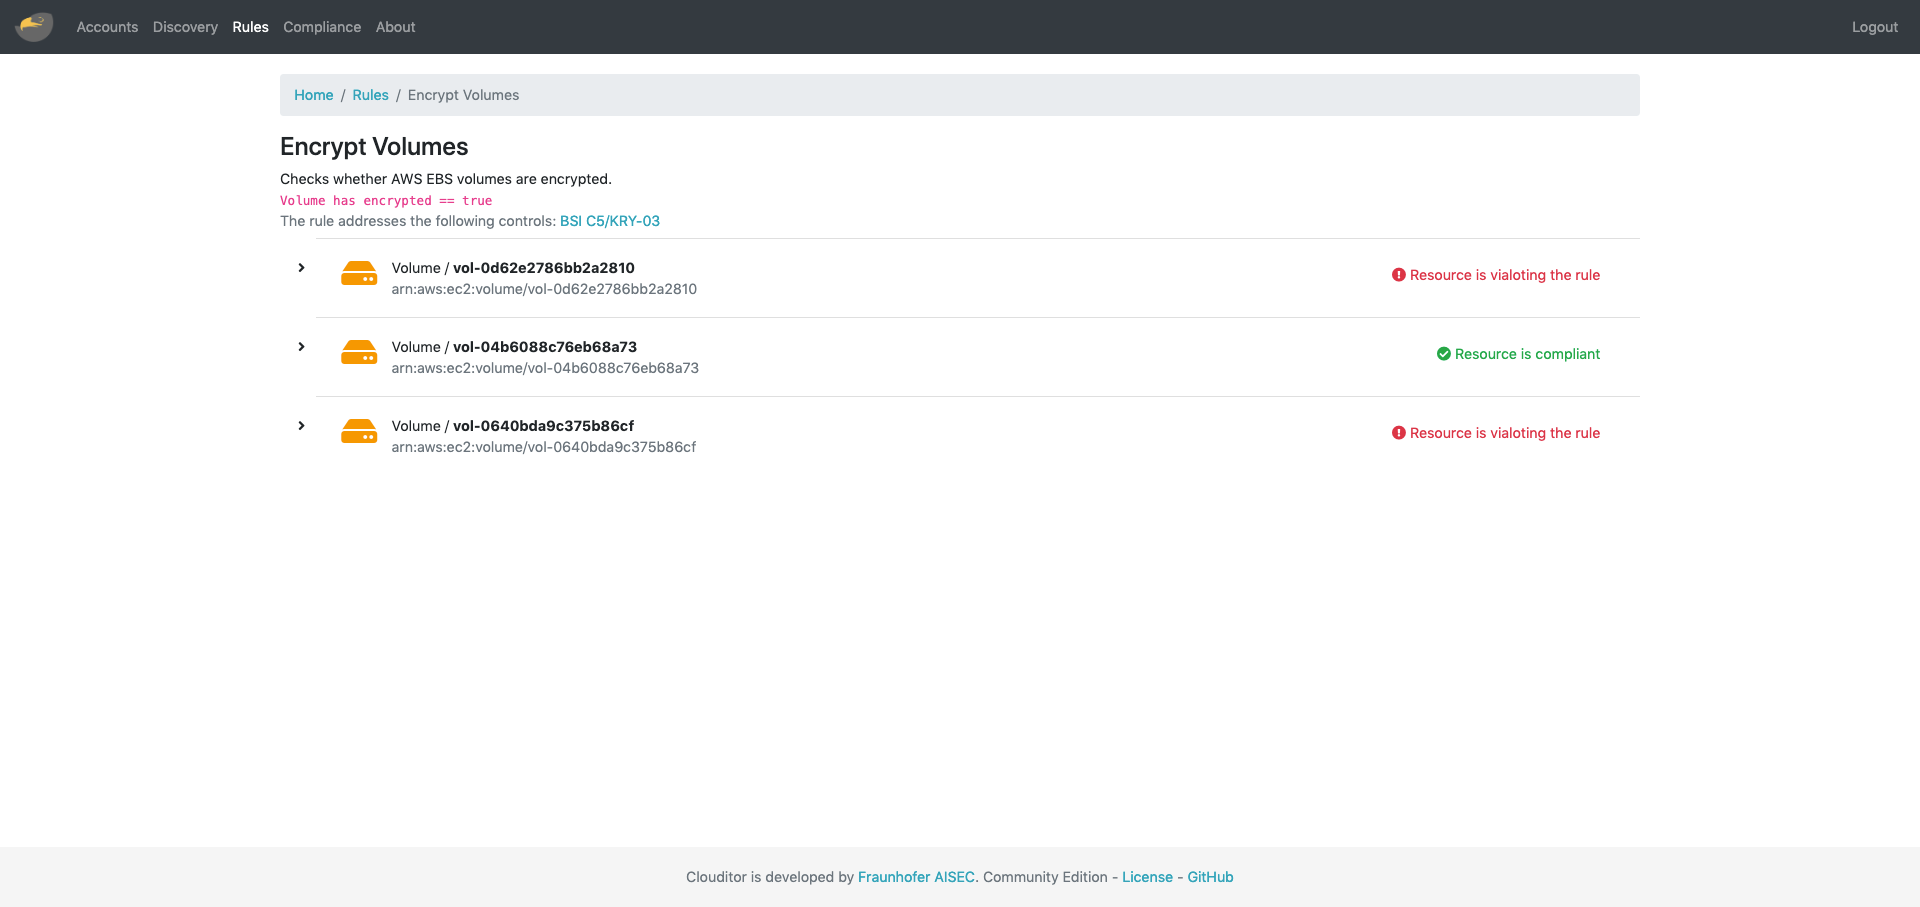 Accounts Discovery Rules Compliance About Logout
Home / Rules / Encrypt Volumes
Encrypt Volumes
Checks whether AWS EBS volumes are encrypted.
Volume has encrypted == true
The rule addresses the following controls: BSI C5/KRY-03
Volume / vol-0d62e2786bb2a2810
arn:aws:ec2:volume/vol-0d62e2786bb2a2810
Resource is vialoting the rule
Volume / vol-04b6088c76eb68a73
arn:aws:ec2:volume/vol-04b6088c76eb68a73
Resource is compliant
Volume / vol-0640bda9c375b86cf
arn:aws:ec2:volume/vol-0640bda9c375b86cf
Resource is vialoting the rule
Clouditor is developed by Fraunhofer AISEC. Community Edition - License - GitHub